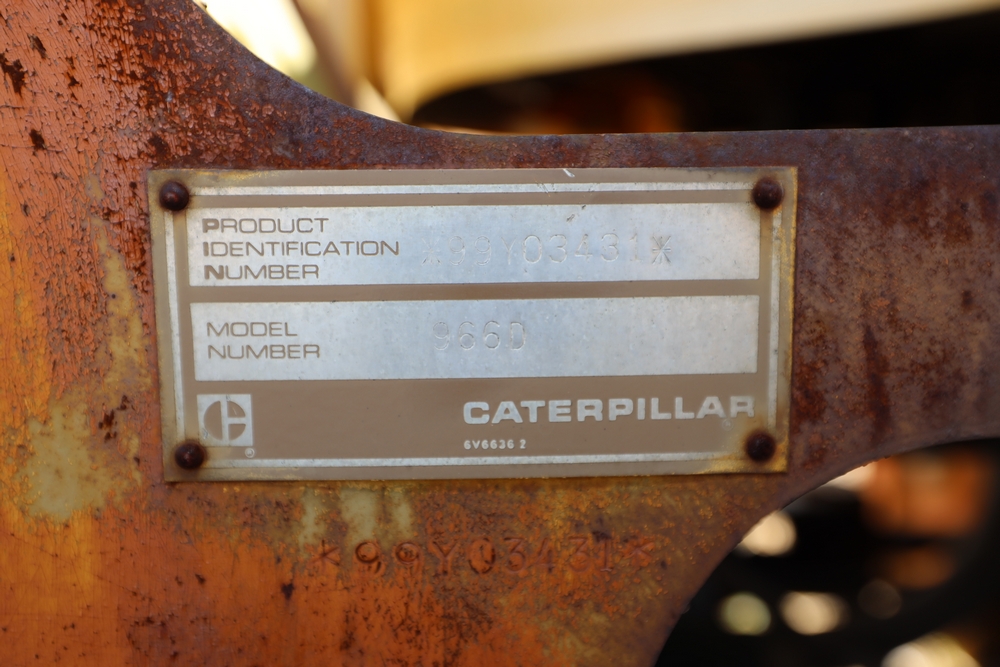 PRODUCT
IDENTIFICATION
NUMBER
*99Y03431*
MODEL
NUMBER
966D
CATERPILLAR
®
6V6636 2
*99Y03431*